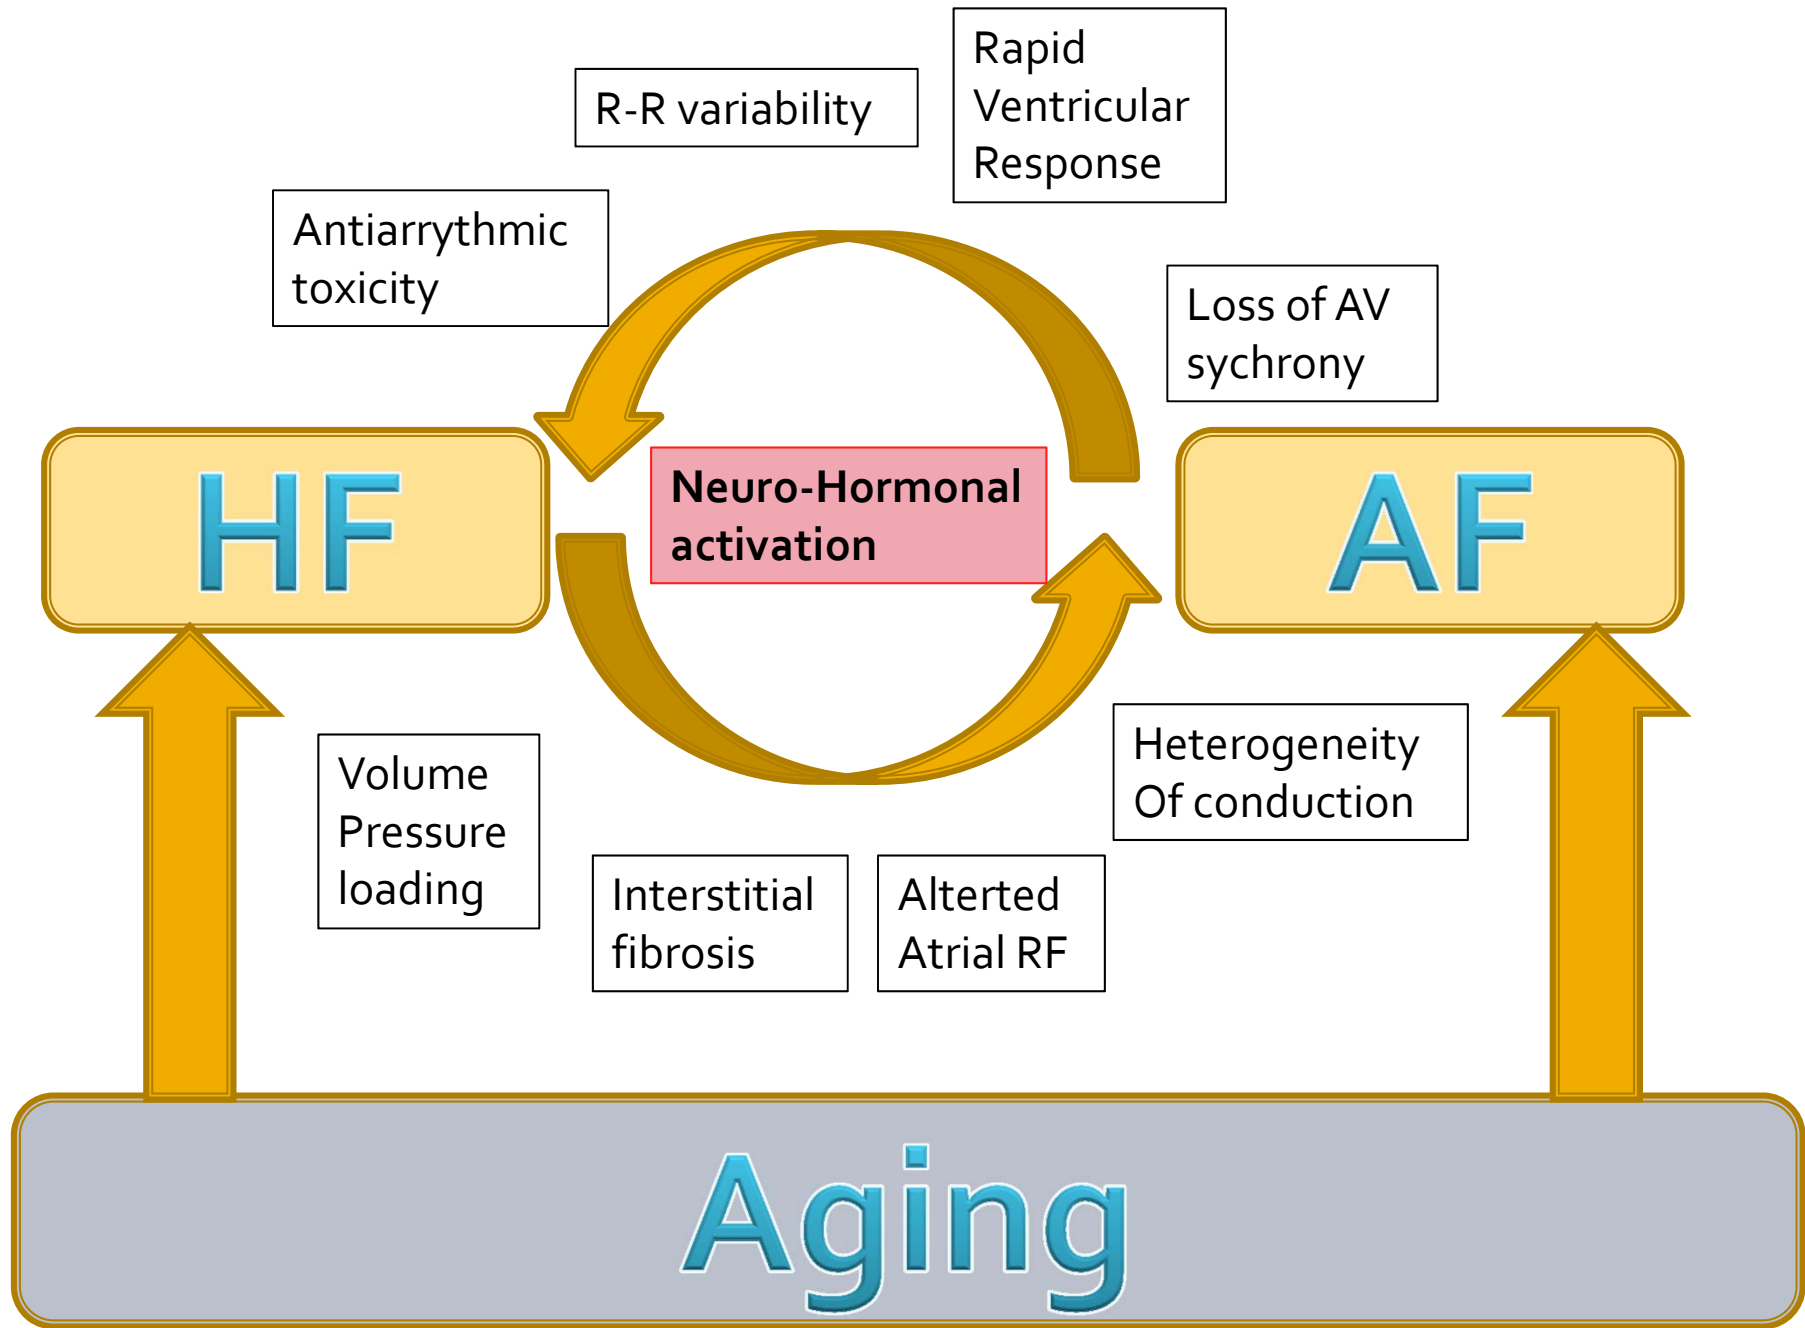 Rapid
Ventricular
Response
R-R variability
Antiarrythmic
toxicity
Loss of AV
sychrony
HF
Neuro-Hormonal
activation
AF
Volume
Pressure
loading
Heterogeneity
Of conduction
Interstitial
fibrosis
Alterted
Atrial RF
Aging